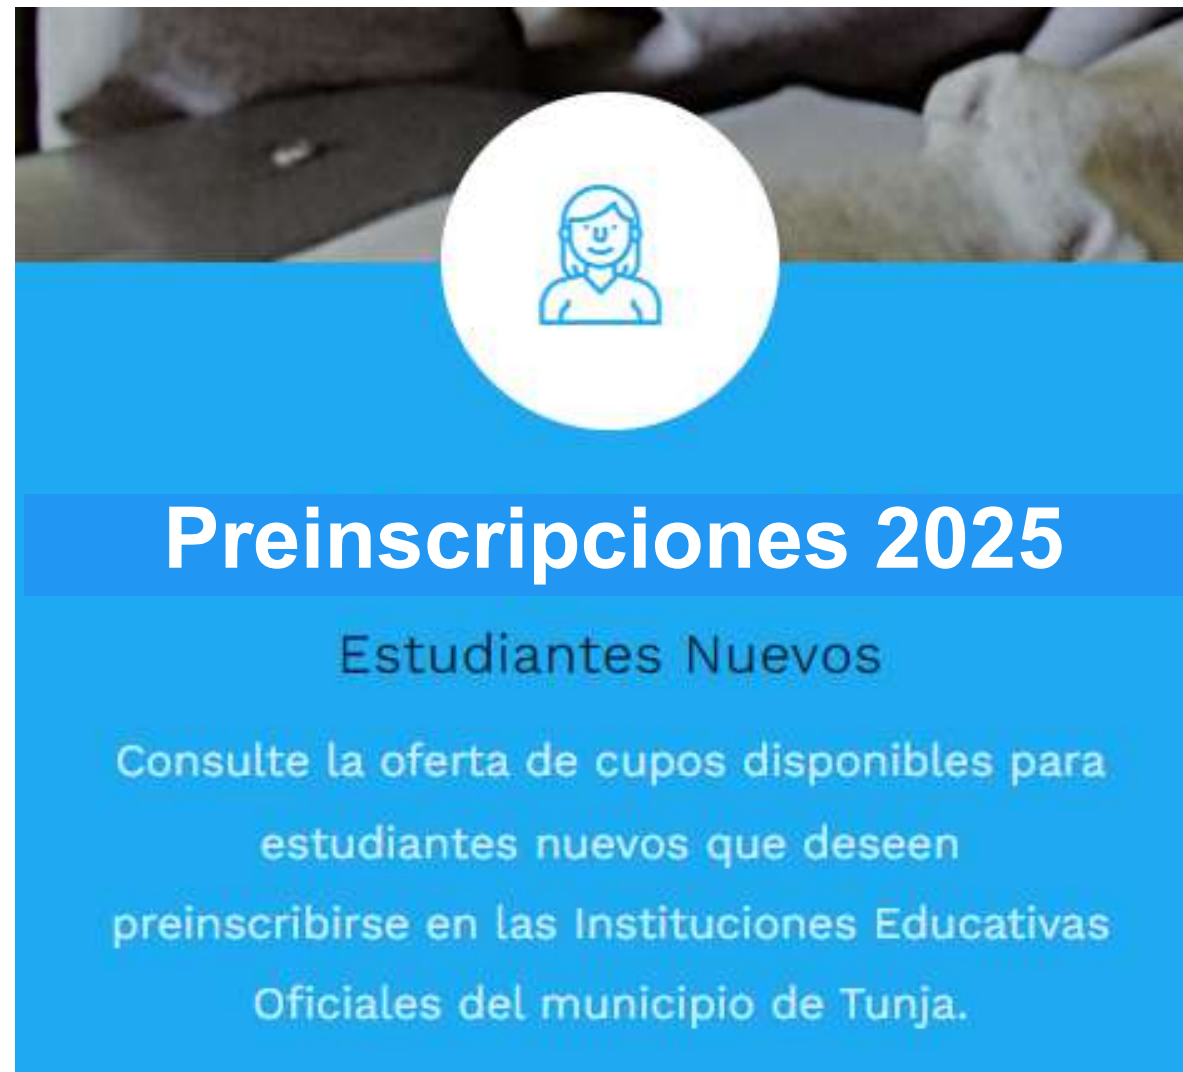 Preinscripciones 2025
Estudiantes Nuevos
Consulte la oferta de cupos disponibles para
estudiantes nuevos que deseen
preinscribirse en las Instituciones Educativas
Oficiales del municipio de Tunja.